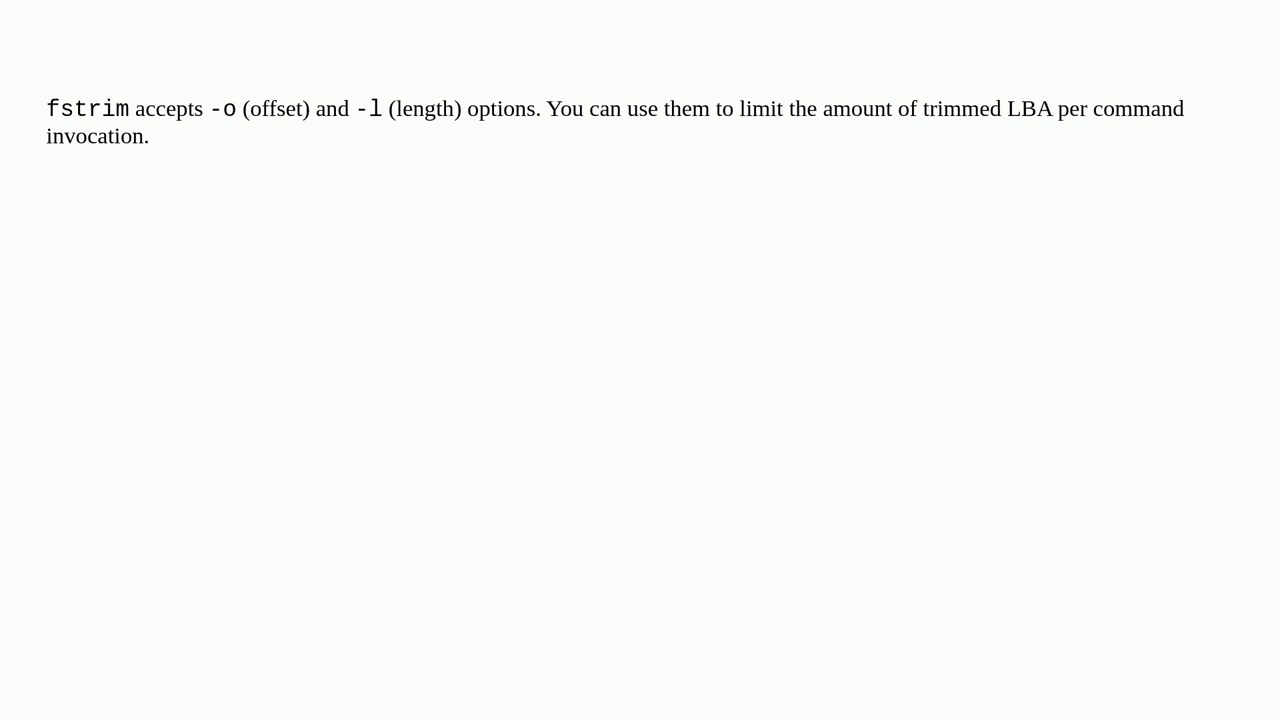 fstrim accepts -o (offset) and -l (length) options. You can use them to limit the amount of trimmed LBA per command
invocation.